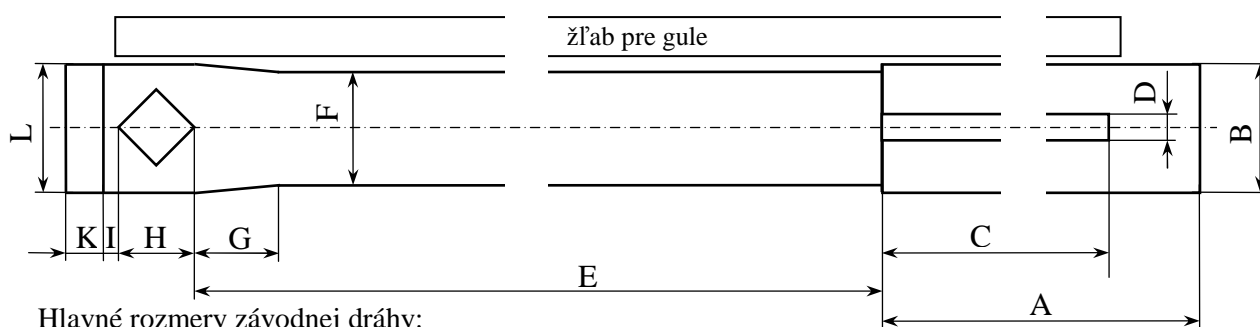 žľab pre gule
L
F
D
B
K I H G
C
E
A
Hlavné rozmery závodnej dráhy: